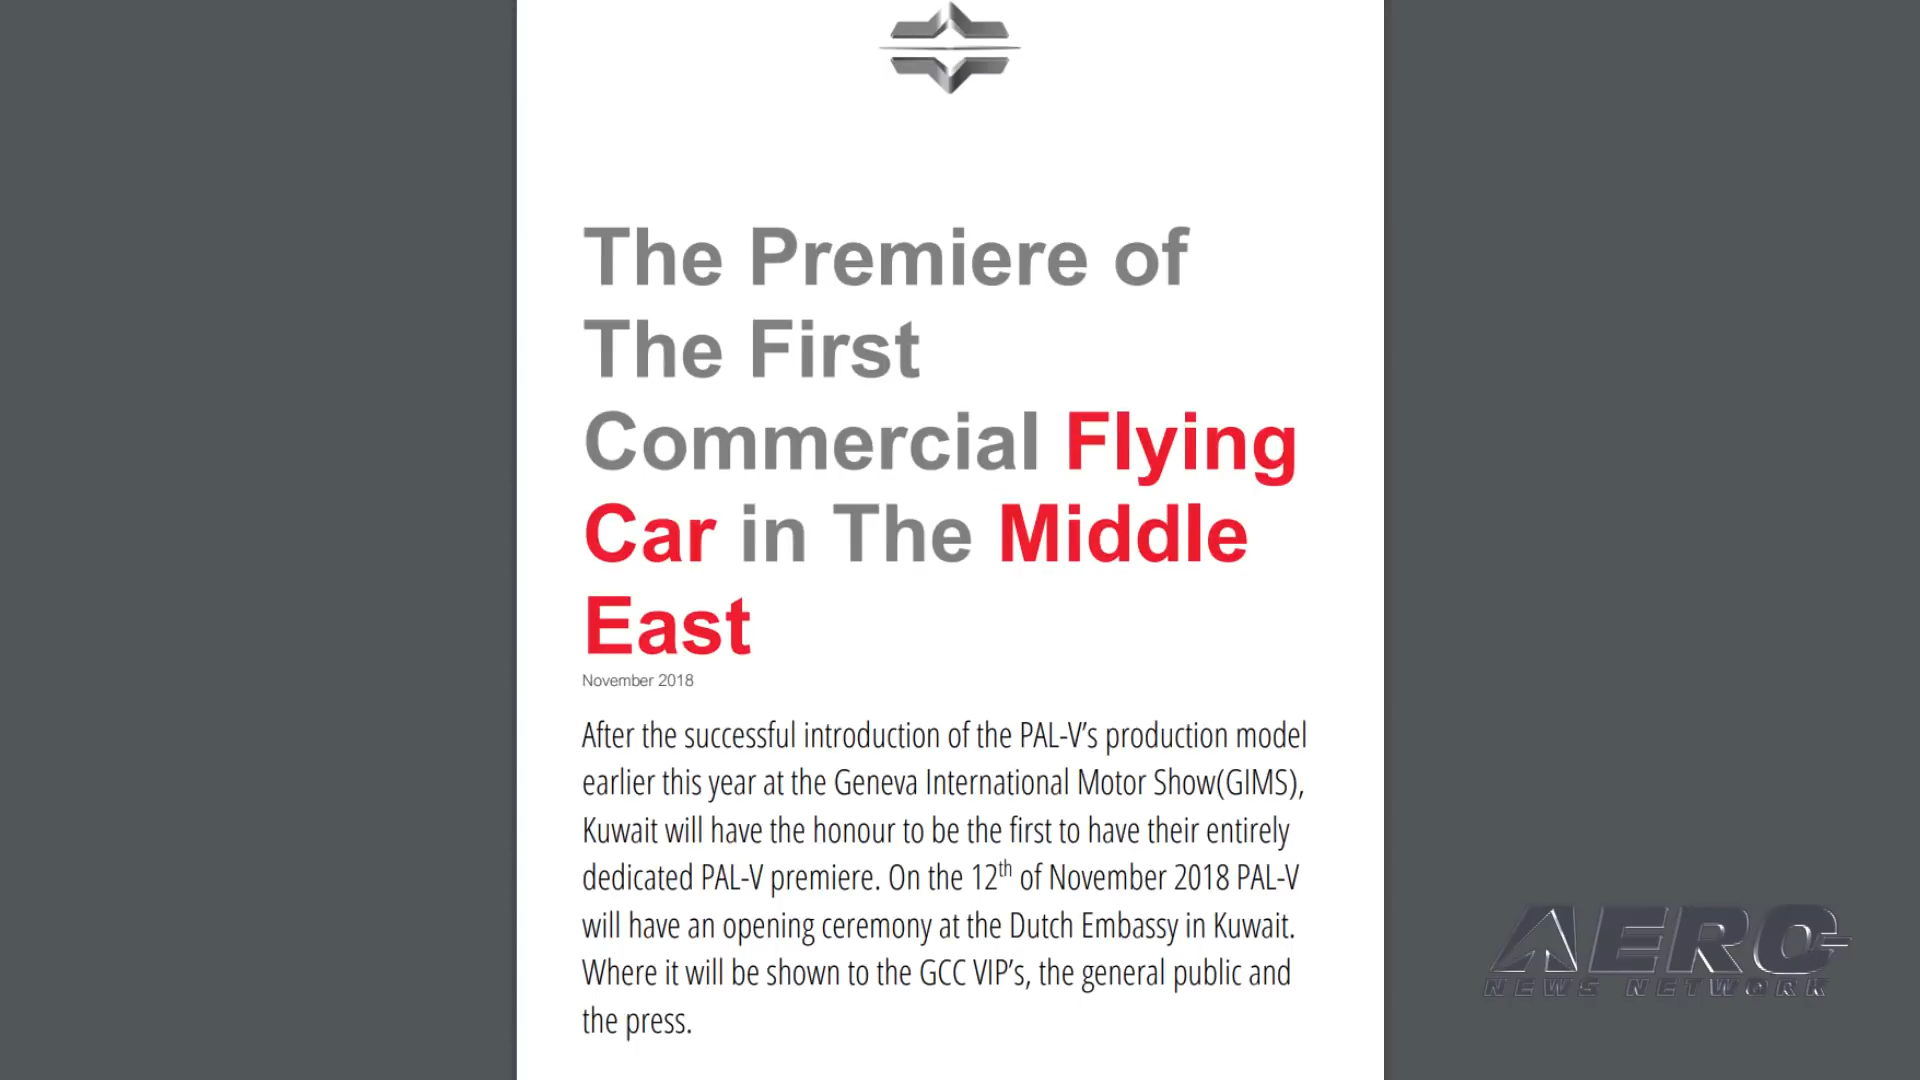 The Premiere of
The First
Commercial Flying
Car in The Middle
East
November 2018
After the successful introduction of the PAL-V’s production model
earlier this year at the Geneva International Motor Show(GIMS),
Kuwait will have the honour to be the first to have their entirely
dedicated PAL-V premiere. On the 12th of November 2018 PAL-V
will have an opening ceremony at the Dutch Embassy in Kuwait.
Where it will be shown to the GCC VIP’s, the general public and
the press.
AERO
NEWS NETWORK